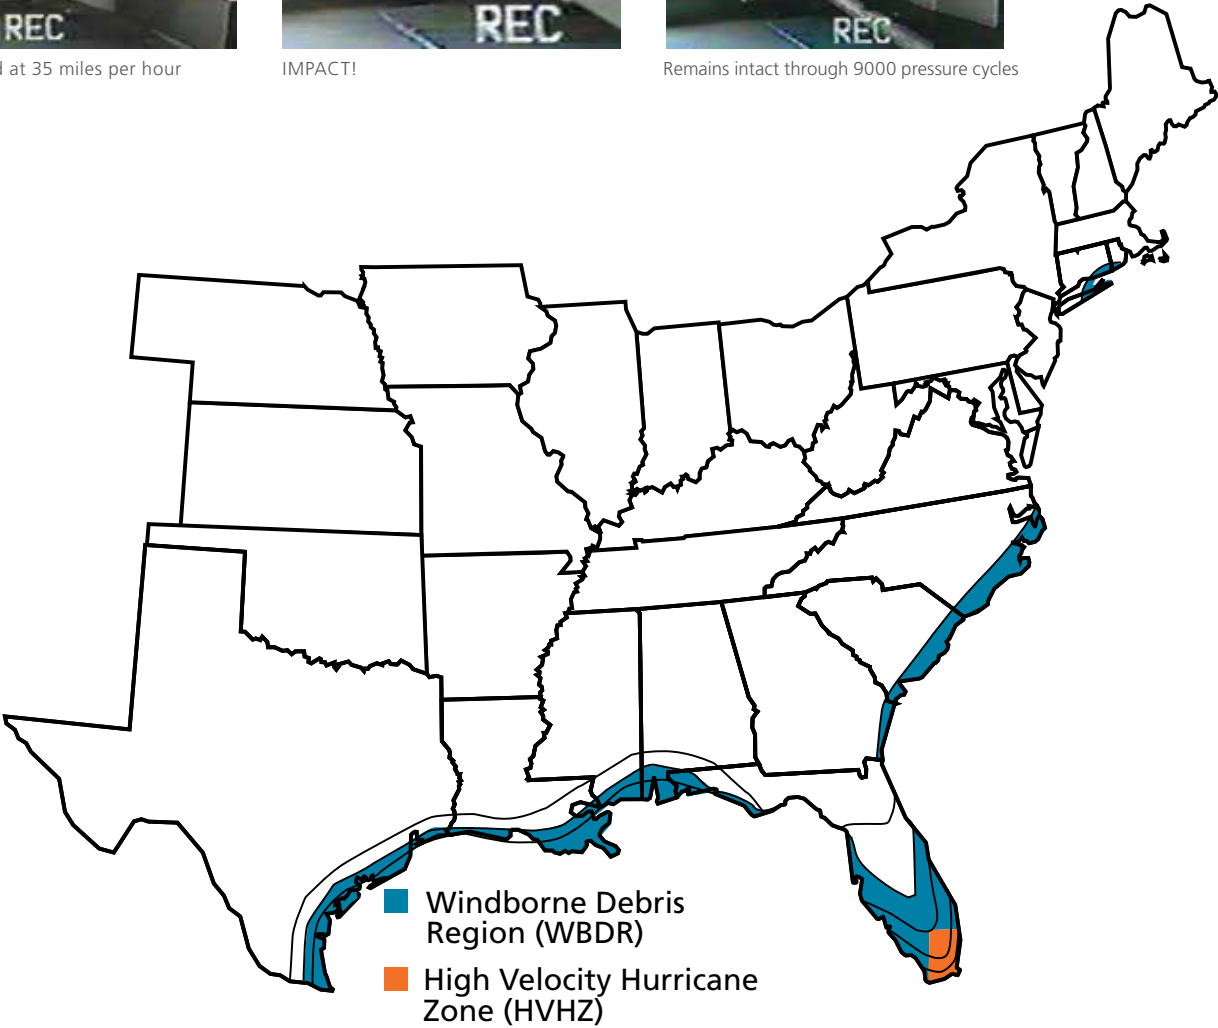 REC
REC
REC
at 35 miles per hour
IMPACT!
Remains intact through 9000 pressure cycles
Windborne Debris
Region (WBDR)
High Velocity Hurricane
Zone (HVHZ)